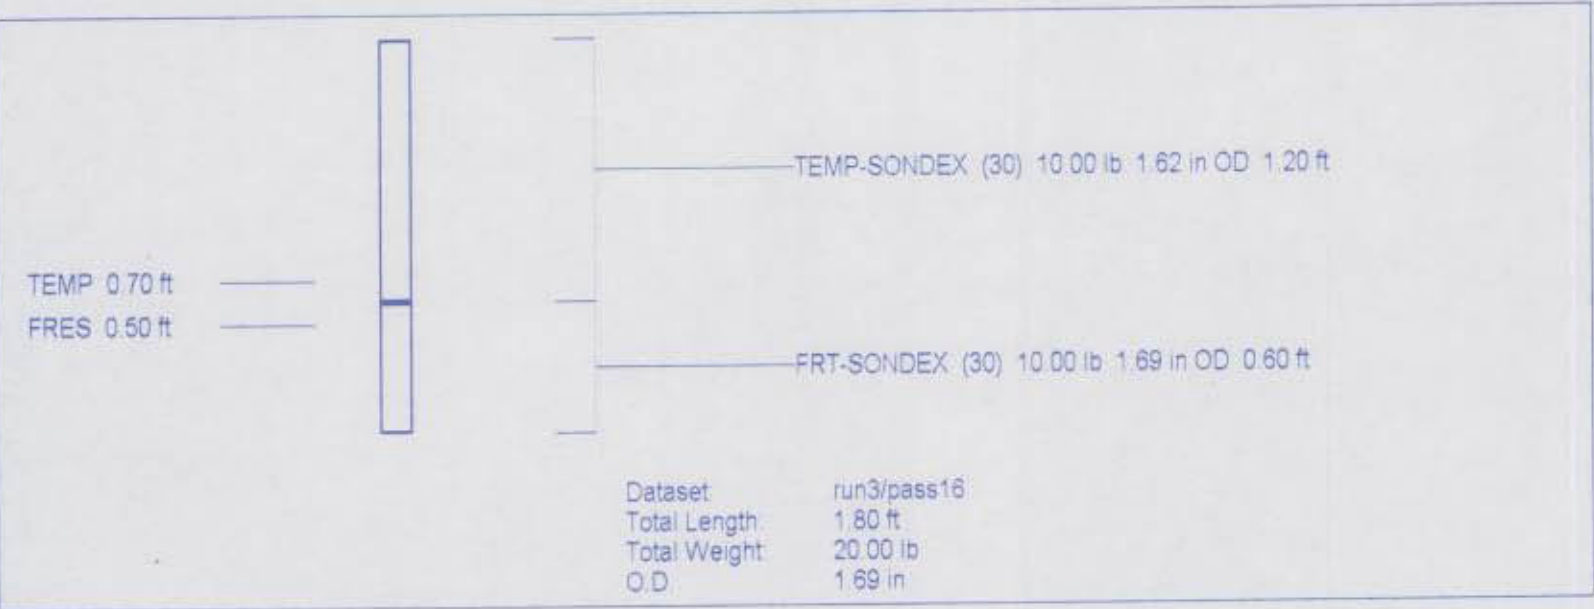 TEMP-SONDEX (30) 10.00 lb 1.62 in OD 1.20 ft
TEMP 0.70 ft
FRES 0.50 ft
FRT-SONDEX (30) 10.00 lb 1.69 in OD 0.60 ft
Dataset run3/pass16
Total Length 1.80 ft
Total Weight 20.00 lb
O.D 1.69 in